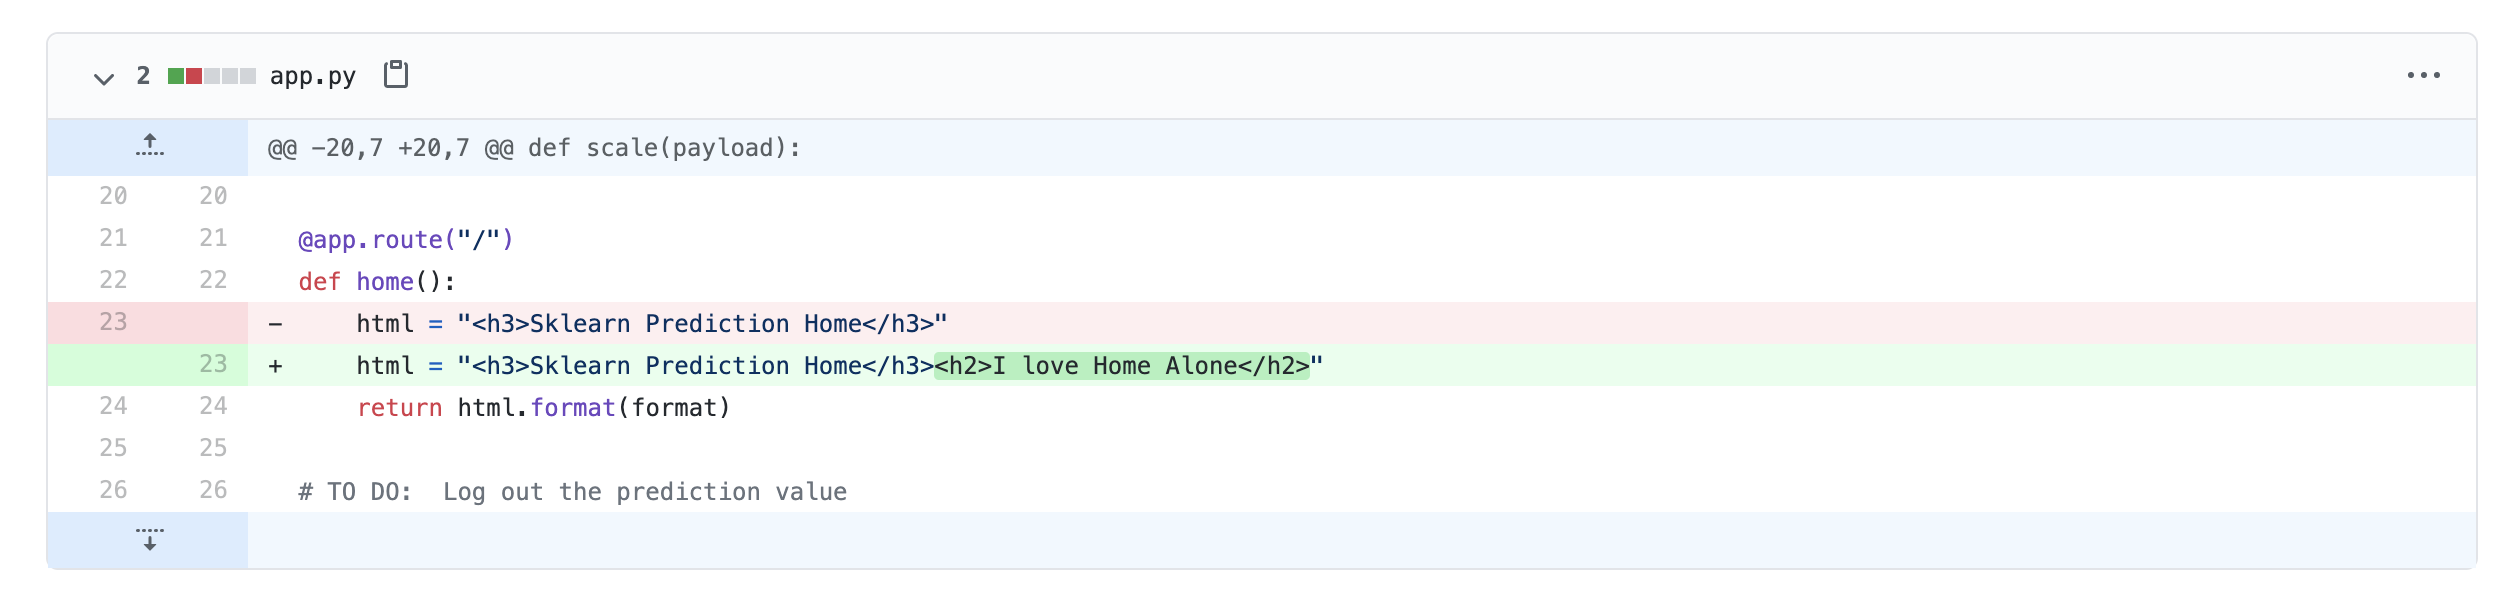 2 app.py
@@ -20,7 +20,7 @@ def scale(payload):
20 20
21 21 @app.route("/")
22 22 def home():
23 -     html = "<h3>Sklearn Prediction Home</h3>"
23 +     html = "<h3>Sklearn Prediction Home</h3><h2>I love Home Alone</h2>"
24 24     return html.format(format)
25 25
26 26 # TO DO:  Log out the prediction value